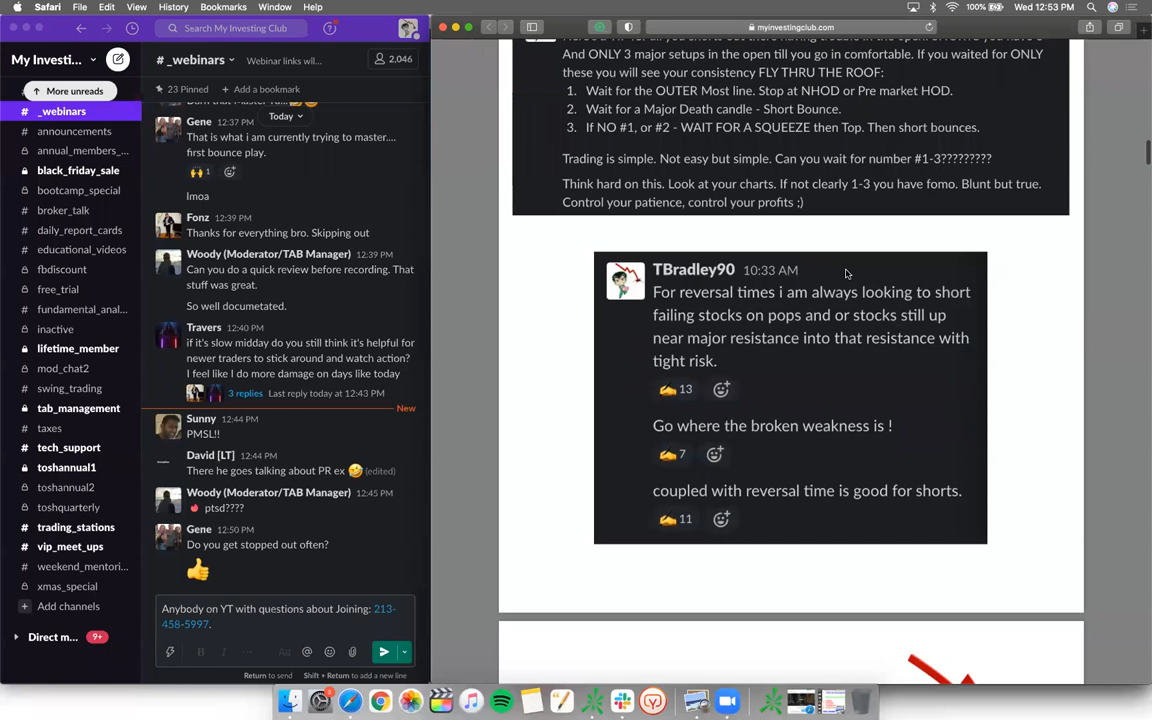 Safari File Edit View History Bookmarks Window Help
100% Wed 12:53 PM
Search My Investing Club
My Investi...
More unreads
# _webinars
# announcements
annual_members_...
black_friday_sale
bootcamp_special
# broker_talk
# daily_report_cards
# educational_videos
fbdiscount
free_trial
# fundamental_anal...
inactive
lifetime_member
mod_chat2
# swing_trading
tab_management
# taxes
# tech_support
toshannual1
toshannual2
toshquarterly
# trading_stations
# vip_meet_ups
# weekend_mentori...
xmas_special
+ Add channels
Direct m... 9+
# _webinars Webinar links wil... 2,046
23 Pinned + Add a bookmark
Today
Gene 12:37 PM
That is what i am currently trying to master....
first bounce play.
1
lmoa
Fonz 12:39 PM
Thanks for everything bro. Skipping out
Woody (Moderator/TAB Manager) 12:39 PM
Can you do a quick review before recording. That
stuff was great.
So well documetated.
Travers 12:40 PM
if it's slow midday do you still think it's helpful for
newer traders to stick around and watch action?
I feel like I do more damage on days like today
3 replies Last reply today at 12:43 PM
New
Sunny 12:44 PM
PMSL!!
David [LT] 12:44 PM
There he goes talking about PR ex (edited)
Woody (Moderator/TAB Manager) 12:45 PM
ptsd????
Gene 12:50 PM
Do you get stopped out often?
Anybody on YT with questions about Joining: 213-
458-5997.
Return to send Shift + Return to add a new line
myinvestingclub.com
And ONLY 3 major setups in the open till you go in comfortable. If you waited for ONLY
these you will see your consistency FLY THRU THE ROOF:
1. Wait for the OUTER Most line. Stop at NHOD or Pre market HOD.
2. Wait for a Major Death candle - Short Bounce.
3. If NO #1, or #2 - WAIT FOR A SQUEEZE then Top. Then short bounces.
Trading is simple. Not easy but simple. Can you wait for number #1-3?????????
Think hard on this. Look at your charts. If not clearly 1-3 you have fomo. Blunt but true.
Control your patience, control your profits ;)
TBradley90 10:33 AM
For reversal times i am always looking to short
failing stocks on pops and or stocks still up
near major resistance into that resistance with
tight risk.
13
Go where the broken weakness is !
7
coupled with reversal time is good for shorts.
11